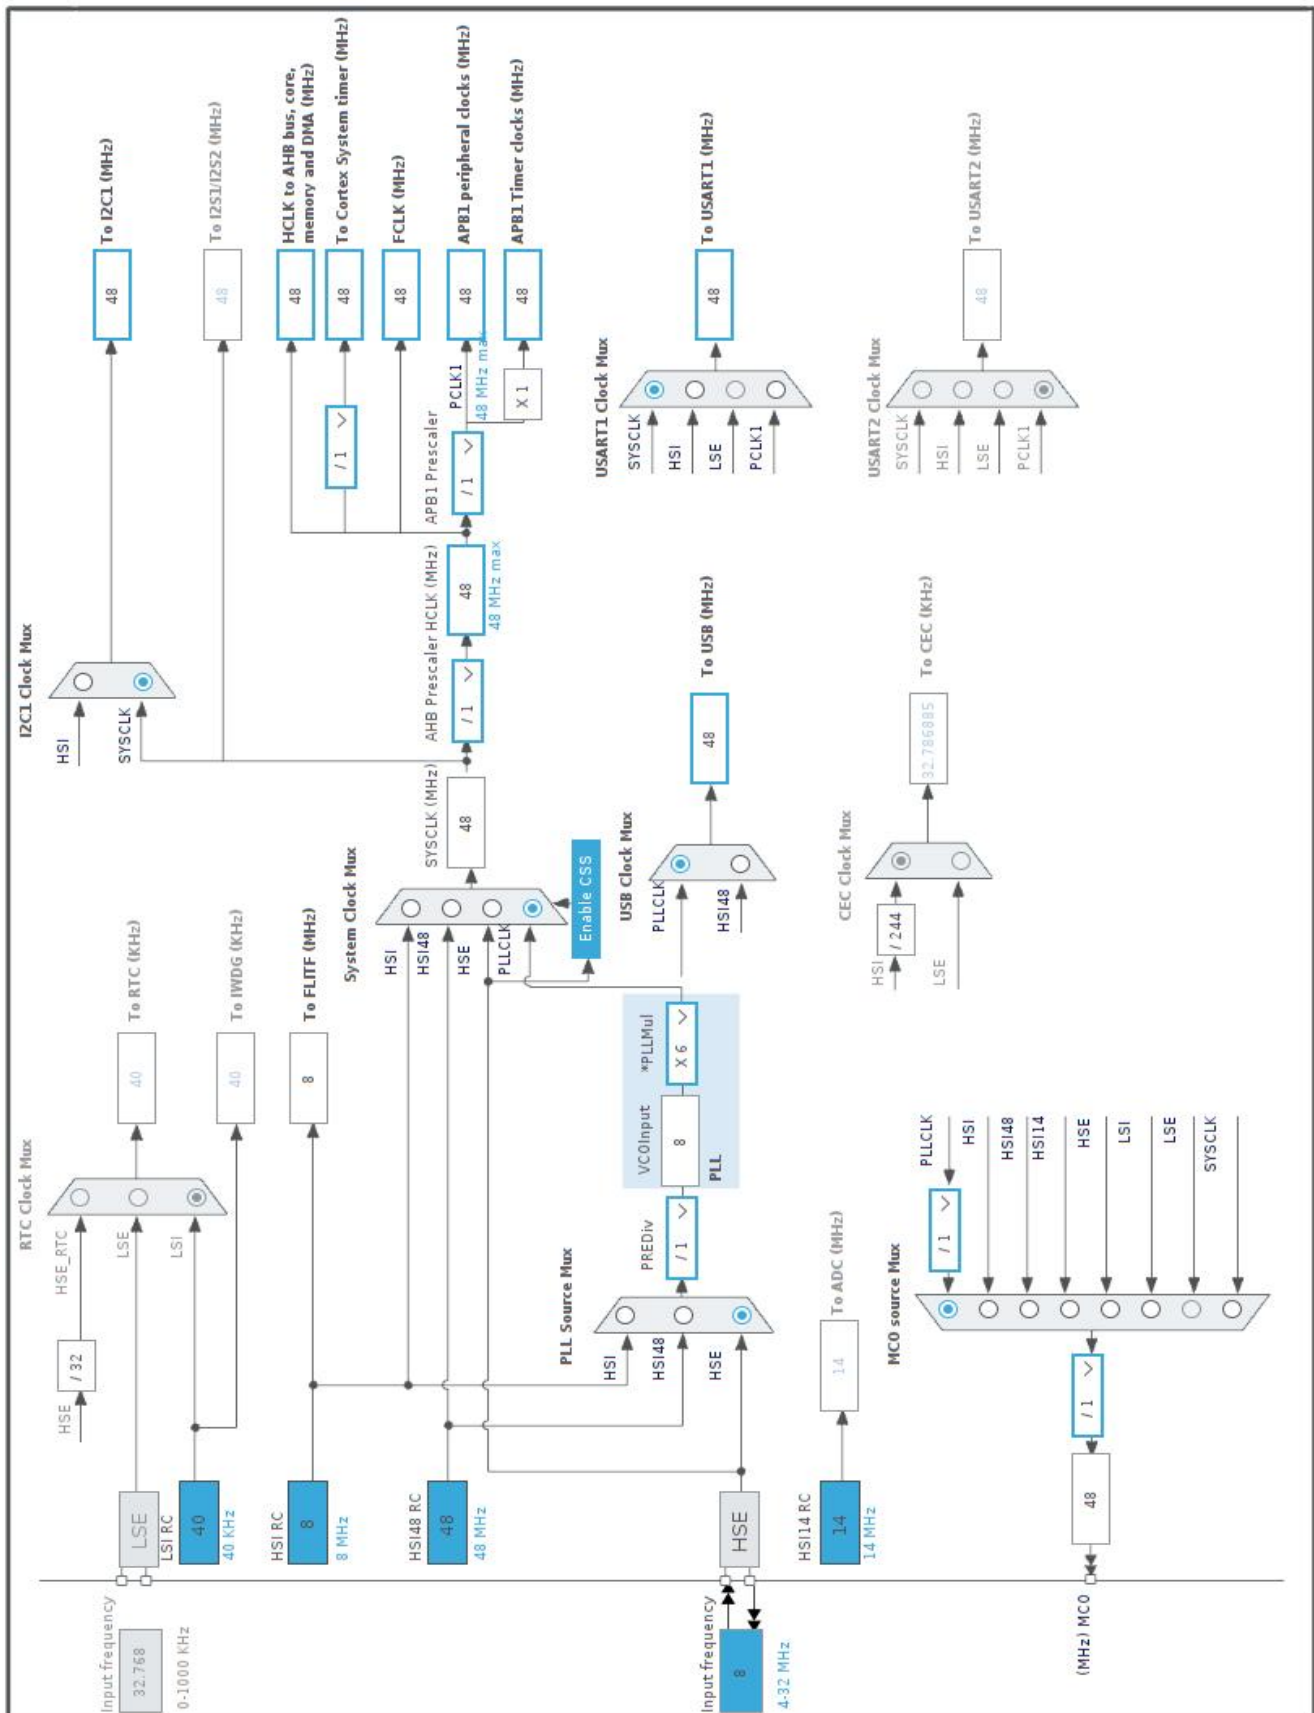 Input frequency
32.768
0-1000 KHz
LSE
LSI RC
40
40 KHz
HSE
/ 32
HSE_RTC
LSE
LSI
RTC Clock Mux
40
To RTC (KHz)
40
To IWDG (KHz)
HSI RC
8
8 MHz
8
To FLITF (MHz)
HSI48 RC
48
48 MHz
System Clock Mux
HSI
HSI48
HSE
PLLCLK
Enable CSS
SYSCLK (MHz)
48
AHB Prescaler
/ 1
HCLK (MHz)
48
48 MHz max
APB1 Prescaler
/ 1
PCLK1
48 MHz max
X 1
/ 1
I2C1 Clock Mux
HSI
SYSCLK
48
To I2C1 (MHz)
48
To I2S1/I2S2 (MHz)
48
HCLK to AHB bus, core,
memory and DMA (MHz)
48
To Cortex System timer (MHz)
48
FCLK (MHz)
48
APB1 peripheral clocks (MHz)
48
APB1 Timer clocks (MHz)
Input frequency
8
4-32 MHz
HSE
PLL Source Mux
HSI
HSI48
HSE
PREDiv
/ 1
VCOInput
8
*PLLMul
X 6
PLL
USB Clock Mux
PLLCLK
HSI48
48
To USB (MHz)
USART1 Clock Mux
SYSCLK
HSI
LSE
PCLK1
48
To USART1 (MHz)
HSI14 RC
14
14 MHz
14
To ADC (MHz)
CEC Clock Mux
HSI
/ 244
LSE
32.786885
To CEC (KHz)
USART2 Clock Mux
SYSCLK
HSI
LSE
PCLK1
48
To USART2 (MHz)
MCO source Mux
PLLCLK
/ 1
HSI
HSI48
HSI14
HSE
LSI
LSE
SYSCLK
/ 1
48
(MHz) MCO